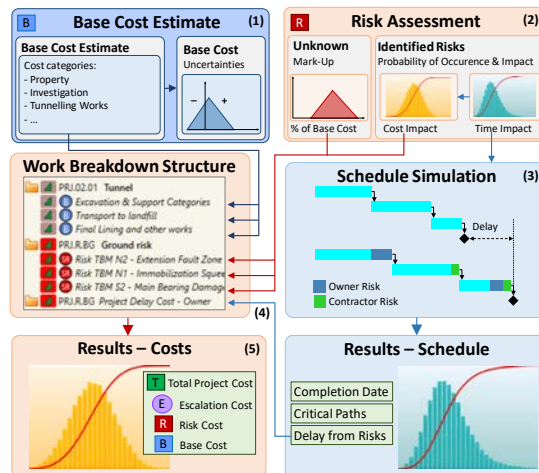 B Base Cost Estimate (1)
Base Cost Estimate
Cost categories:
- Property
- Investigation
- Tunnelling Works
- ...
Base Cost
Uncertainties
– +
R Risk Assessment (2)
Unknown
Mark-Up
% of Base Cost
Identified Risks
Probability of Occurence & Impact
Cost Impact
Time Impact
Work Breakdown Structure
PRJ.02.01 Tunnel
B Excavation & Support Categories
B Transport to landfill
B Final Lining and other works
PRJ.R.BG Ground risk
SR Risk TBM N2 - Extension Fault Zone
SR Risk TBM N1 - Immobilization Squee
SR Risk TBM S2 - Main Bearing Damage
PRJ.R.BG Project Delay Cost - Owner
(4)
Schedule Simulation (3)
Delay
Owner Risk
Contractor Risk
Results – Costs (5)
T Total Project Cost
E Escalation Cost
R Risk Cost
B Base Cost
Results – Schedule
Completion Date
Critical Paths
Delay from Risks